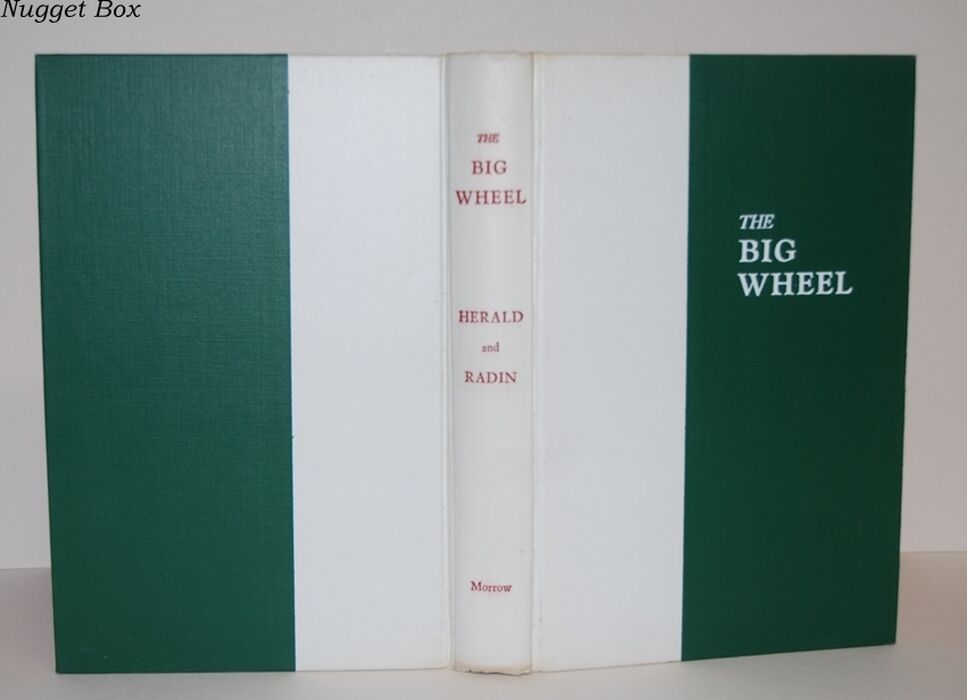 Nugget Box
THE
BIG
WHEEL
HERALD
and
RADIN
Morrow
THE
BIG
WHEEL